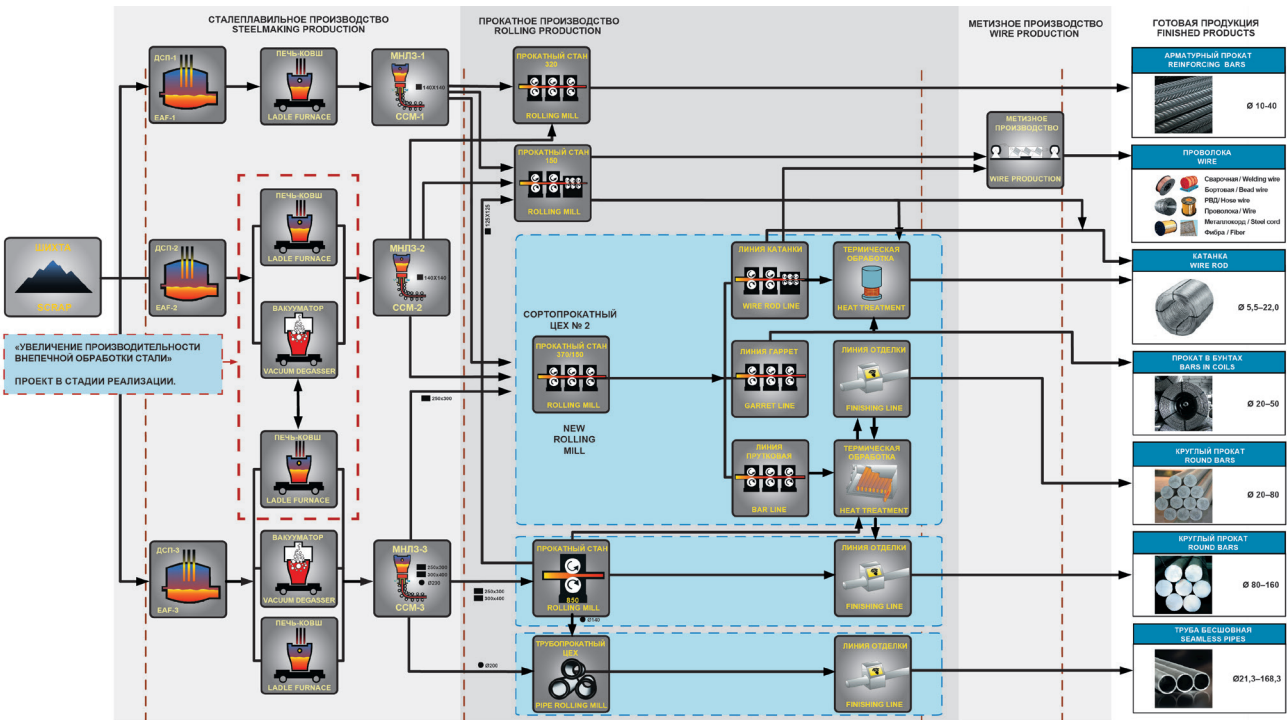 СТАЛЕПЛАВИЛЬНОЕ ПРОИЗВОДСТВО
STEELMAKING PRODUCTION
ПРОКАТНОЕ ПРОИЗВОДСТВО
ROLLING PRODUCTION
МЕТИЗНОЕ ПРОИЗВОДСТВО
WIRE PRODUCTION
ГОТОВАЯ ПРОДУКЦИЯ
FINISHED PRODUCTS
ШИХТА
SCRAP
ДСП-1
EAF-1
ПЕЧЬ-КОВШ
LADLE FURNACE
МНЛЗ-1
140X140
CCM-1
ПРОКАТНЫЙ СТАН
320
ROLLING MILL
ПРОКАТНЫЙ СТАН
150
ROLLING MILL
125X125
МЕТИЗНОЕ
ПРОИЗВОДСТВО
WIRE PRODUCTION
ДСП-2
EAF-2
ПЕЧЬ-КОВШ
LADLE FURNACE
ВАКУУМАТОР
VACUUM DEGASSER
МНЛЗ-2
140X140
CCM-2
«УВЕЛИЧЕНИЕ ПРОИЗВОДИТЕЛЬНОСТИ
ВНЕПЕЧНОЙ ОБРАБОТКИ СТАЛИ»
ПРОЕКТ В СТАДИИ РЕАЛИЗАЦИИ.
ПЕЧЬ-КОВШ
LADLE FURNACE
ДСП-3
EAF-3
ВАКУУМАТОР
VACUUM DEGASSER
ПЕЧЬ-КОВШ
LADLE FURNACE
МНЛЗ-3
250x300
300x400
Ø200
CCM-3
250x300
250x300
300x400
Ø200
СОРТОПРОКАТНЫЙ
ЦЕХ № 2
ПРОКАТНЫЙ СТАН
370/150
ROLLING MILL
NEW
ROLLING
MILL
ЛИНИЯ КАТАНКИ
WIRE ROD LINE
ТЕРМИЧЕСКАЯ
ОБРАБОТКА
HEAT TREATMENT
ЛИНИЯ ГАРРЕТ
GARRET LINE
ЛИНИЯ ОТДЕЛКИ
FINISHING LINE
ЛИНИЯ
ПРУТКОВАЯ
BAR LINE
ТЕРМИЧЕСКАЯ
ОБРАБОТКА
HEAT TREATMENT
ПРОКАТНЫЙ СТАН
850
ROLLING MILL
Ø140
ЛИНИЯ ОТДЕЛКИ
FINISHING LINE
ТРУБОПРОКАТНЫЙ
ЦЕХ
PIPE ROLLING MILL
ЛИНИЯ ОТДЕЛКИ
FINISHING LINE
АРМАТУРНЫЙ ПРОКАТ
REINFORCING BARS
Ø 10-40
ПРОВОЛОКА
WIRE
Сварочная / Welding wire
Бортовая / Bead wire
РВД/ Hose wire
Проволока / Wire
Металлокорд / Steel cord
Фибра / Fiber
КАТАНКА
WIRE ROD
Ø 5,5–22,0
ПРОКАТ В БУНТАХ
BARS IN COILS
Ø 20–50
КРУГЛЫЙ ПРОКАТ
ROUND BARS
Ø 20–80
КРУГЛЫЙ ПРОКАТ
ROUND BARS
Ø 80–160
ТРУБА БЕСШОВНАЯ
SEAMLESS PIPES
Ø21,3–168,3